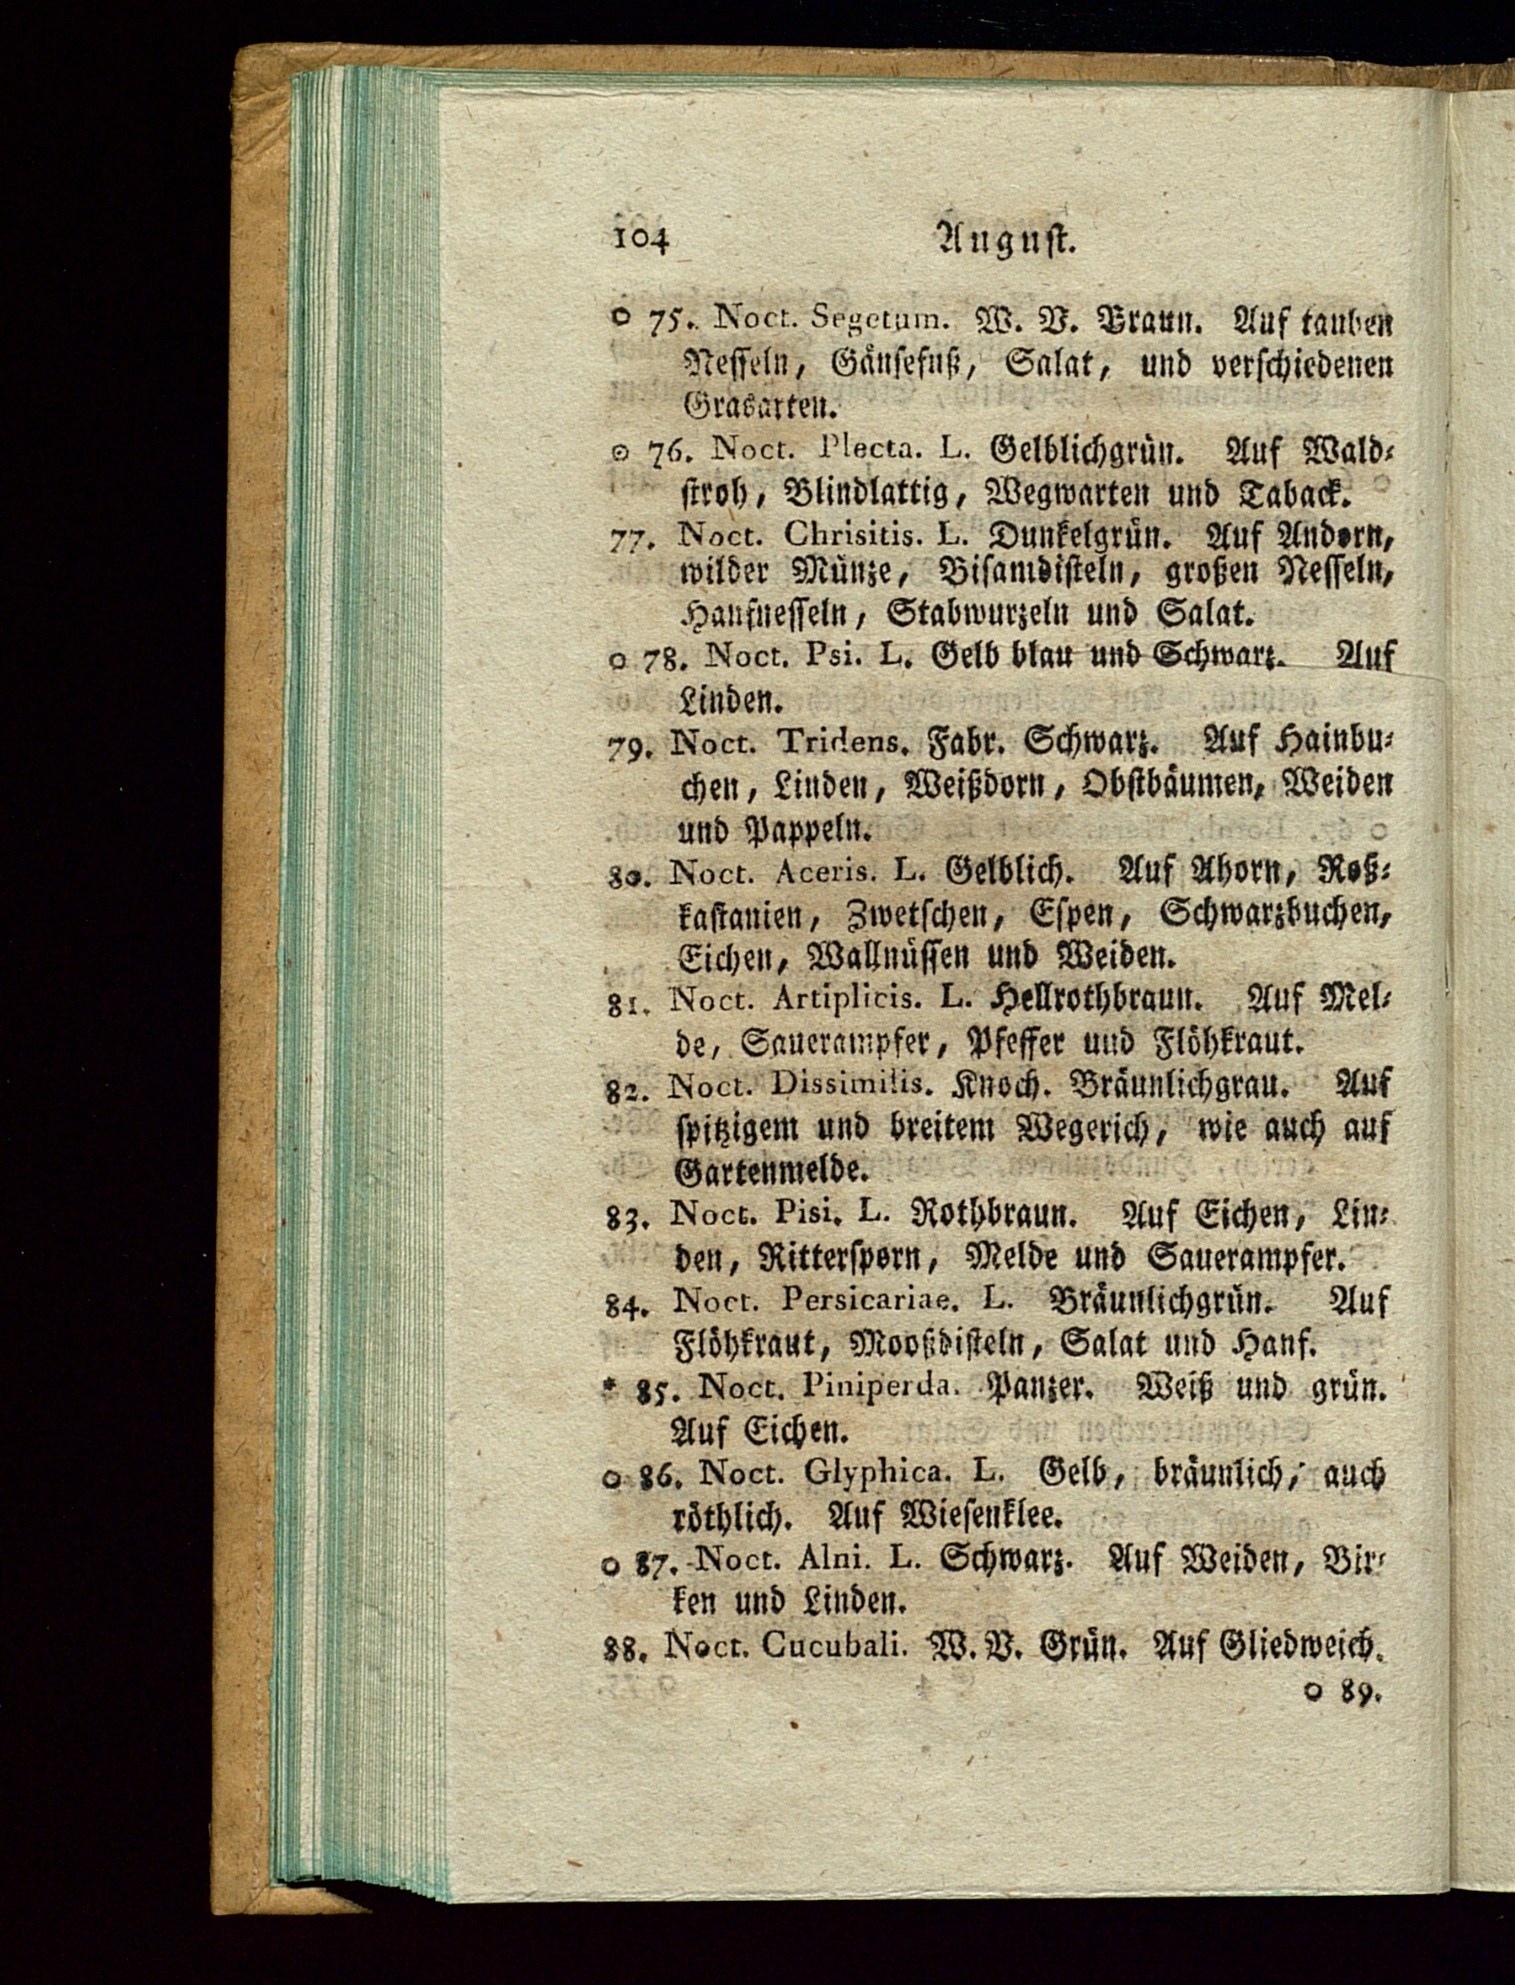 104 August.
o 75. Noct. Segetum. W. V. Braun. Auf tauben
Nesseln, Gänsefuß, Salat, und verschiedenen
Grasarten.
⊙ 76. Noct. Plecta. L. Gelblichgrün. Auf Wald-
stroh, Blindlattig, Wegwarten und Taback.
77. Noct. Chrisitis. L. Dunkelgrün. Auf Andorn,
wilder Münze, Bisamdisteln, großen Nesseln,
Hanfnesseln, Stabwurzeln und Salat.
o 78. Noct. Psi. L. Gelb blau und Schwarz. Auf
Linden.
79. Noct. Tridens. Fabr. Schwarz. Auf Hainbu-
chen, Linden, Weißdorn, Obstbäumen, Weiden
und Pappeln.
80. Noct. Aceris. L. Gelblich. Auf Ahorn, Roß-
kastanien, Zwetschen, Espen, Schwarzbuchen,
Eichen, Wallnüssen und Weiden.
81. Noct. Artiplicis. L. Hellrothbraun. Auf Mel-
de, Sauerampfer, Pfeffer und Flöhkraut.
82. Noct. Dissimilis. Knoch. Bräunlichgrau. Auf
spitzigem und breitem Wegerich, wie auch auf
Gartenmelde.
83. Noct. Pisi. L. Rothbraun. Auf Eichen, Lin-
den, Rittersporn, Melde und Sauerampfer.
84. Noct. Persicariae. L. Bräunlichgrün. Auf
Flöhkraut, Mooßdisteln, Salat und Hanf.
* 85. Noct. Piniperda. Panzer. Weiß und grün.
Auf Eichen.
o 86. Noct. Glyphica. L. Gelb, bräunlich, auch
röthlich. Auf Wiesenklee.
o 87. Noct. Alni. L. Schwarz. Auf Weiden, Bir-
ken und Linden.
88. Noct. Cucubali. W. V. Grün. Auf Gliedweich.
o 89.